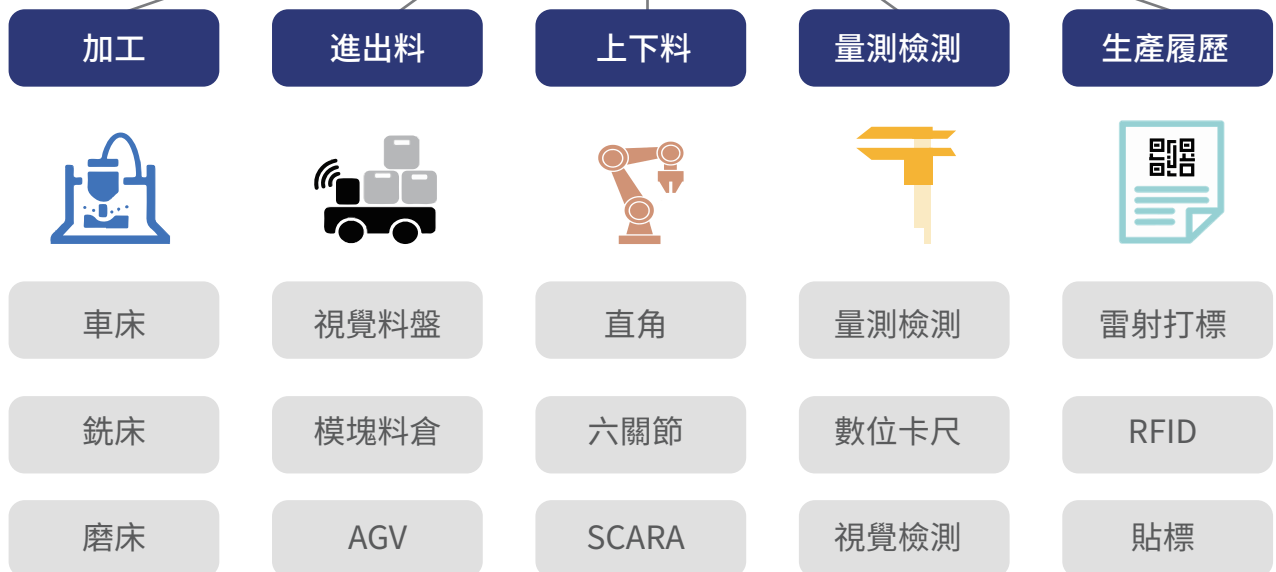 加工
進出料
上下料
量測檢測
生產履歷
車床
視覺料盤
直角
量測檢測
雷射打標
銑床
模塊料倉
六關節
數位卡尺
RFID
磨床
AGV
SCARA
視覺檢測
貼標